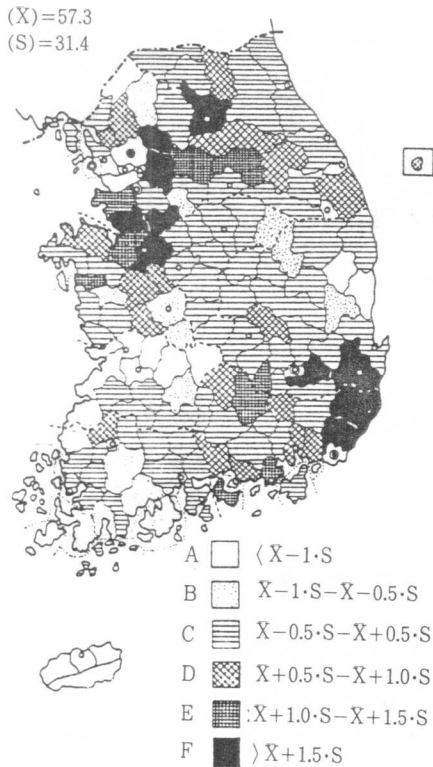 (X̄)=57.3
(S)=31.4
A 〈 X̄−1·S
B X̄−1·S−X̄−0.5·S
C X̄−0.5·S−X̄+0.5·S
D X̄+0.5·S−X̄+1.0·S
E :X̄+1.0·S−X̄+1.5·S
F 〉X̄+1.5·S